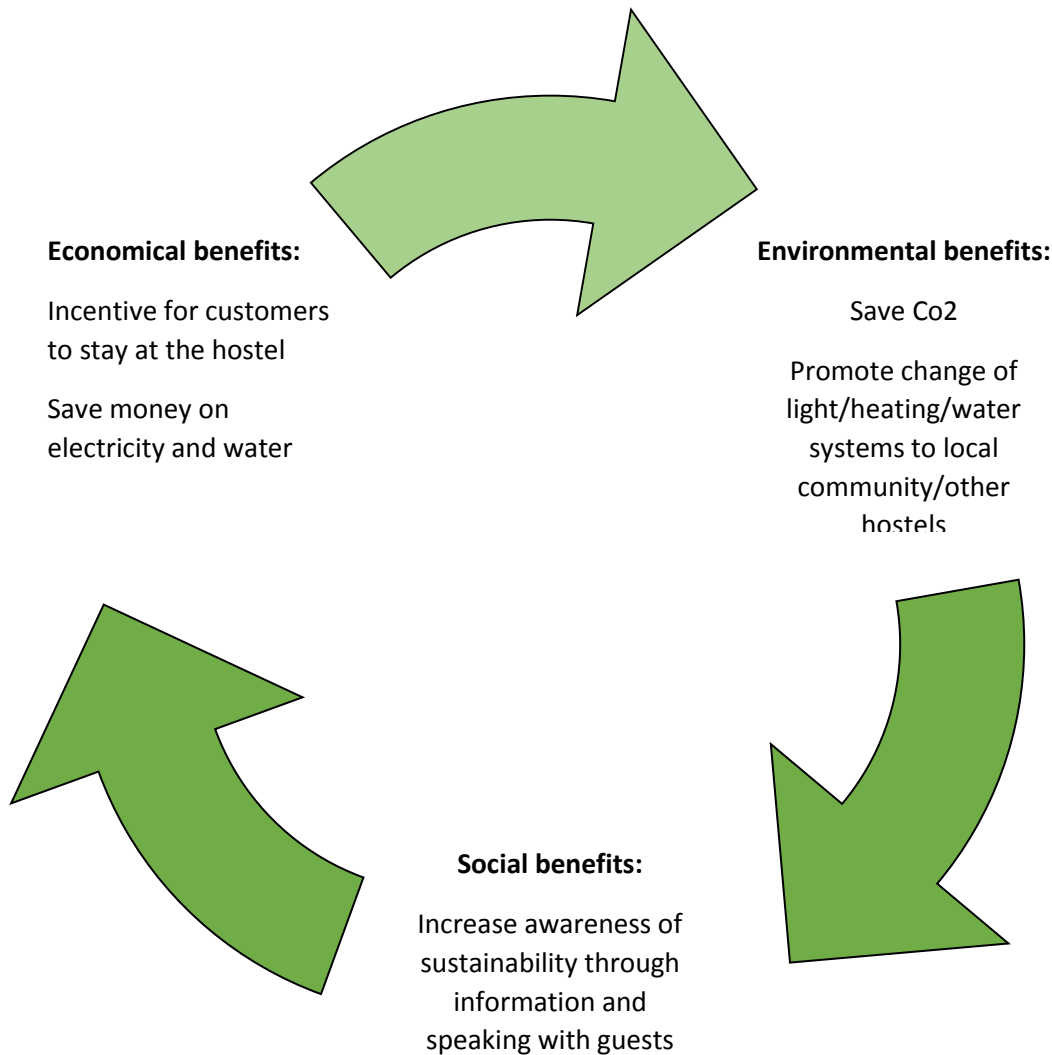 Economical benefits:
Incentive for customers
to stay at the hostel
Save money on
electricity and water
Environmental benefits:
Save Co2
Promote change of
light/heating/water
systems to local
community/other
hostels
Social benefits:
Increase awareness of
sustainability through
information and
speaking with guests